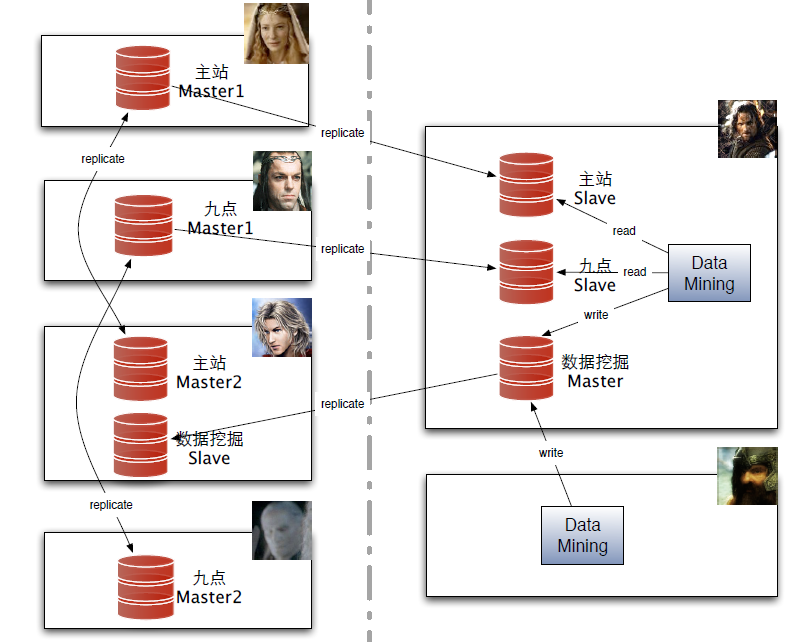 主站
Master1
replicate
replicate
九点
Master1
replicate
主站
Master2
数据挖掘
Slave
replicate
replicate
九点
Master2
主站
Slave
read
九点
Slave
read
Data
Mining
write
数据挖掘
Master
write
Data
Mining